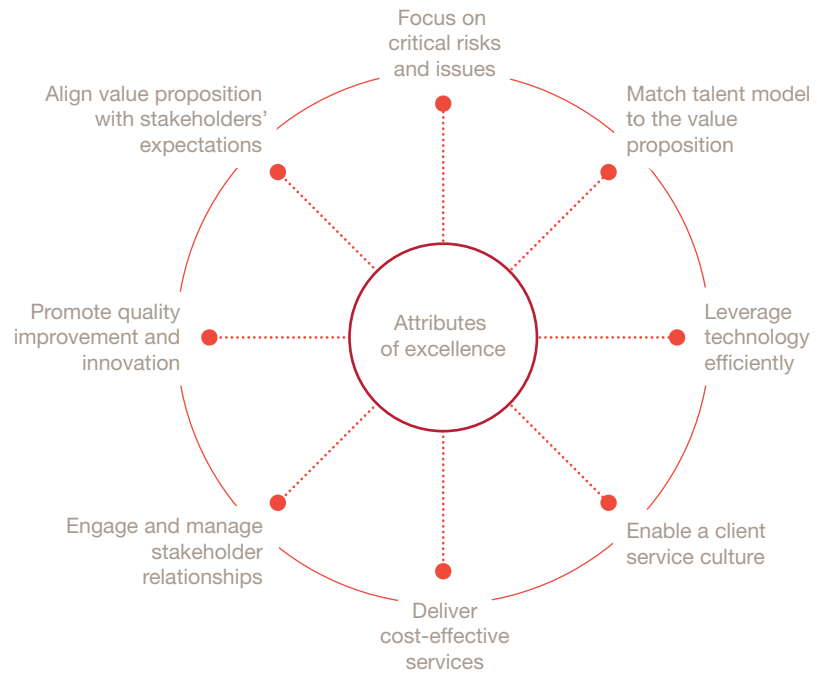 Focus on
critical risks
and issues
Align value proposition
with stakeholders’
expectations
Match talent model
to the value
proposition
Promote quality
improvement and
innovation
Attributes
of excellence
Leverage
technology
efficiently
Engage and manage
stakeholder
relationships
Enable a client
service culture
Deliver
cost-effective
services